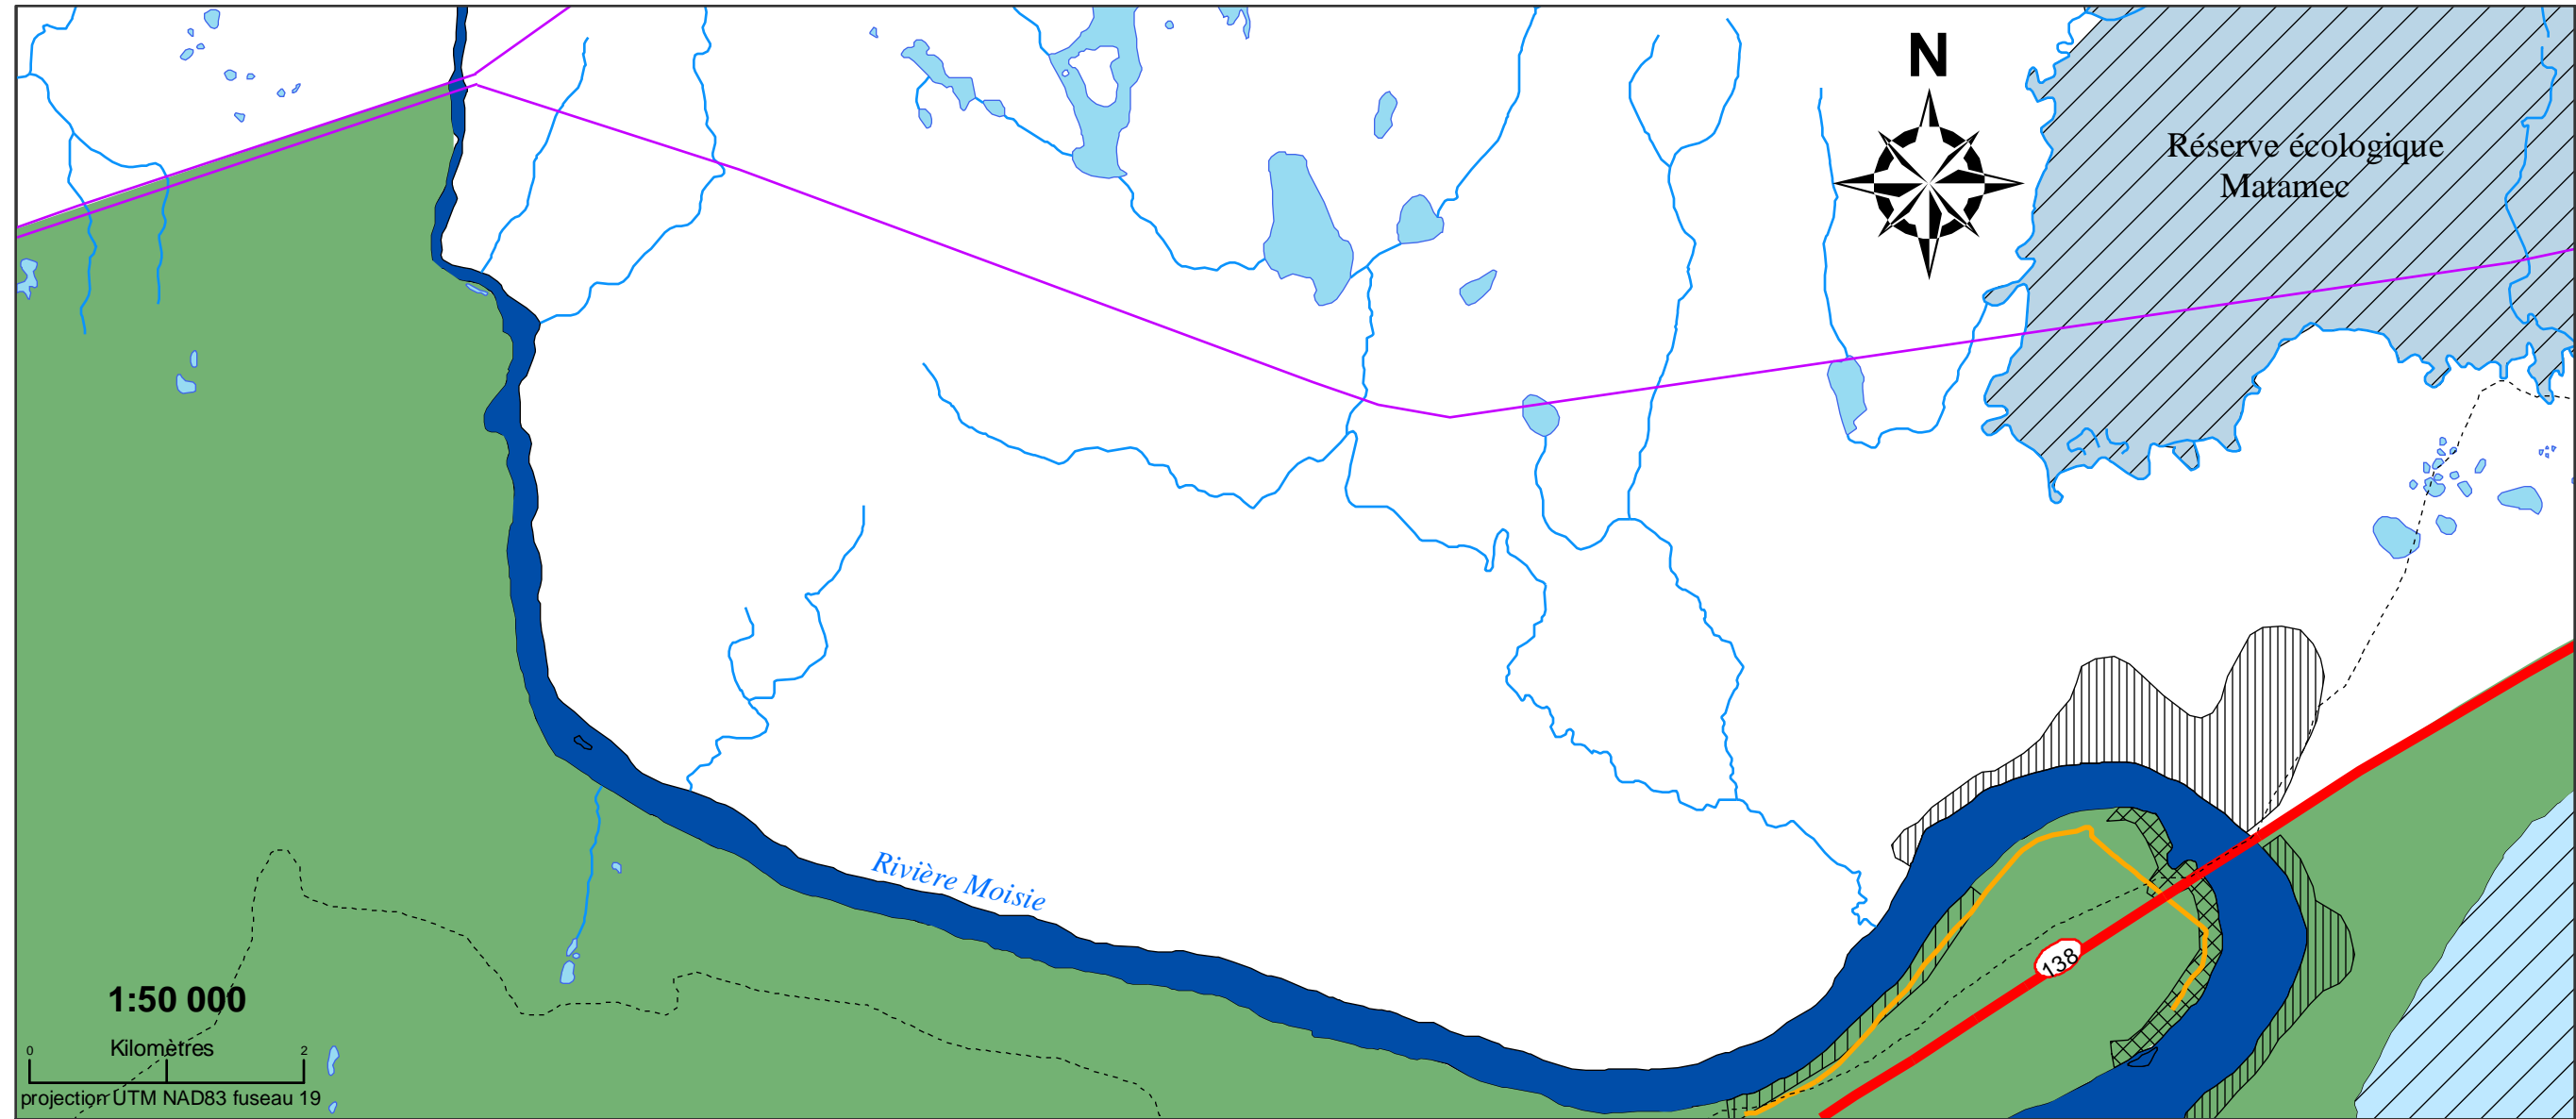 N
Réserve écologique
Matamec
Rivière Moisie
138
1:50 000
Kilomètres
0 2
projection UTM NAD83 fuseau 19